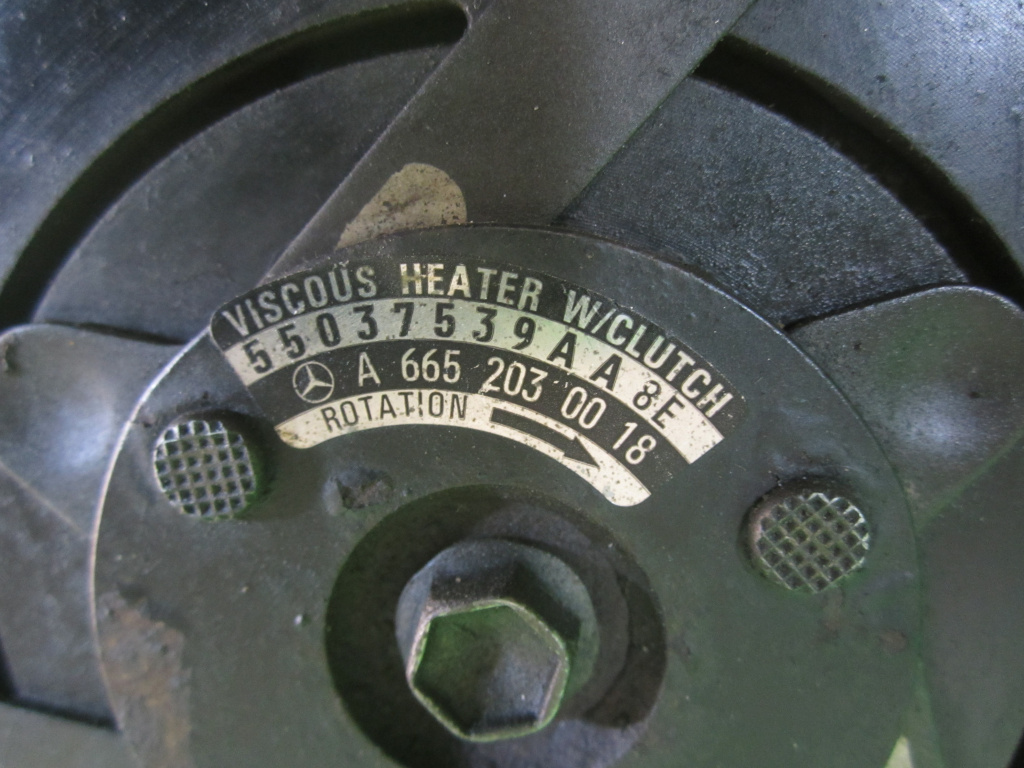 VISCOUS HEATER W/CLUTCH
55037539AA 8E
A 665 203 00 18
ROTATION